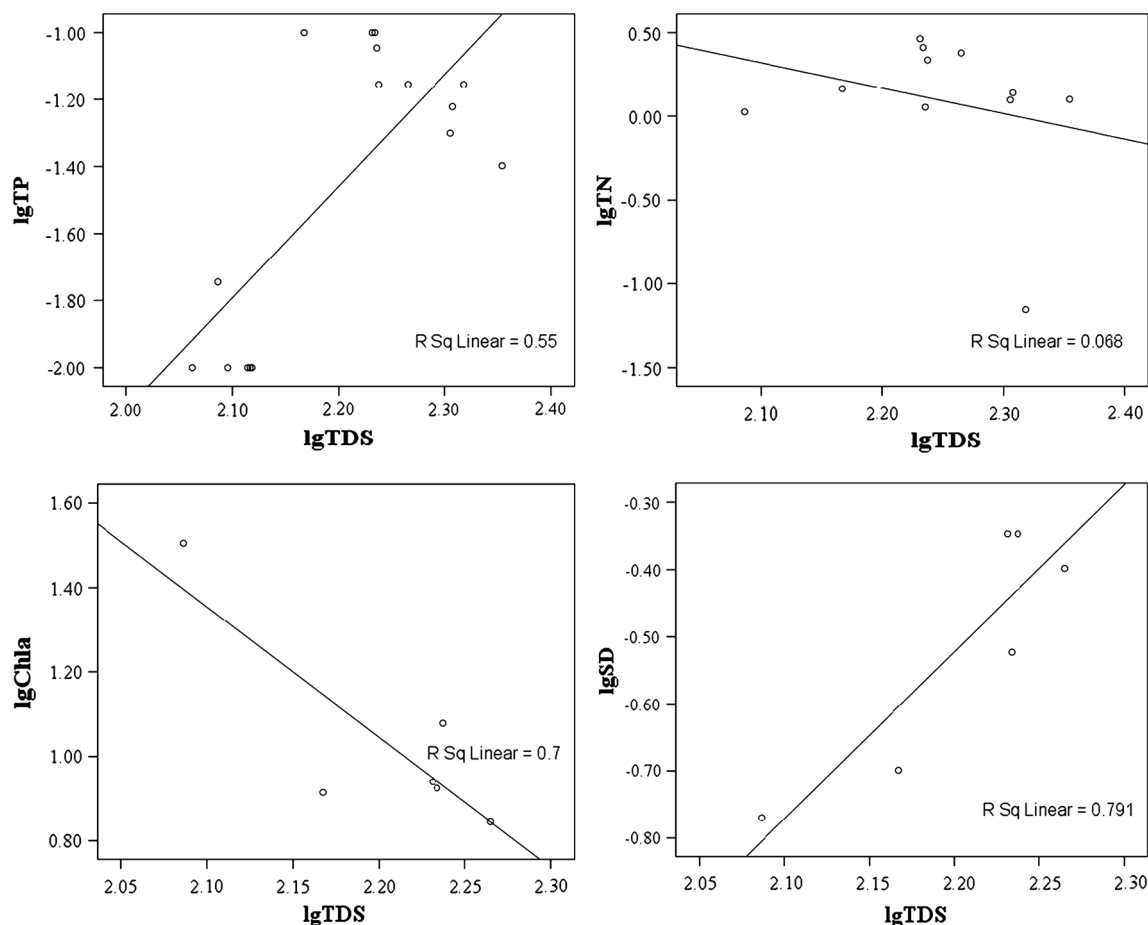 -1.00
-1.20
-1.40
-1.60
-1.80
-2.00
lgTP
R Sq Linear = 0.55
2.00 2.10 2.20 2.30 2.40
lgTDS
0.50
0.00
-0.50
-1.00
-1.50
lgTN
R Sq Linear = 0.068
2.10 2.20 2.30 2.40
lgTDS
1.60
1.40
1.20
1.00
0.80
lgChla
R Sq Linear = 0.7
2.05 2.10 2.15 2.20 2.25 2.30
lgTDS
-0.30
-0.40
-0.50
-0.60
-0.70
-0.80
lgSD
R Sq Linear = 0.791
2.05 2.10 2.15 2.20 2.25 2.30
lgTDS